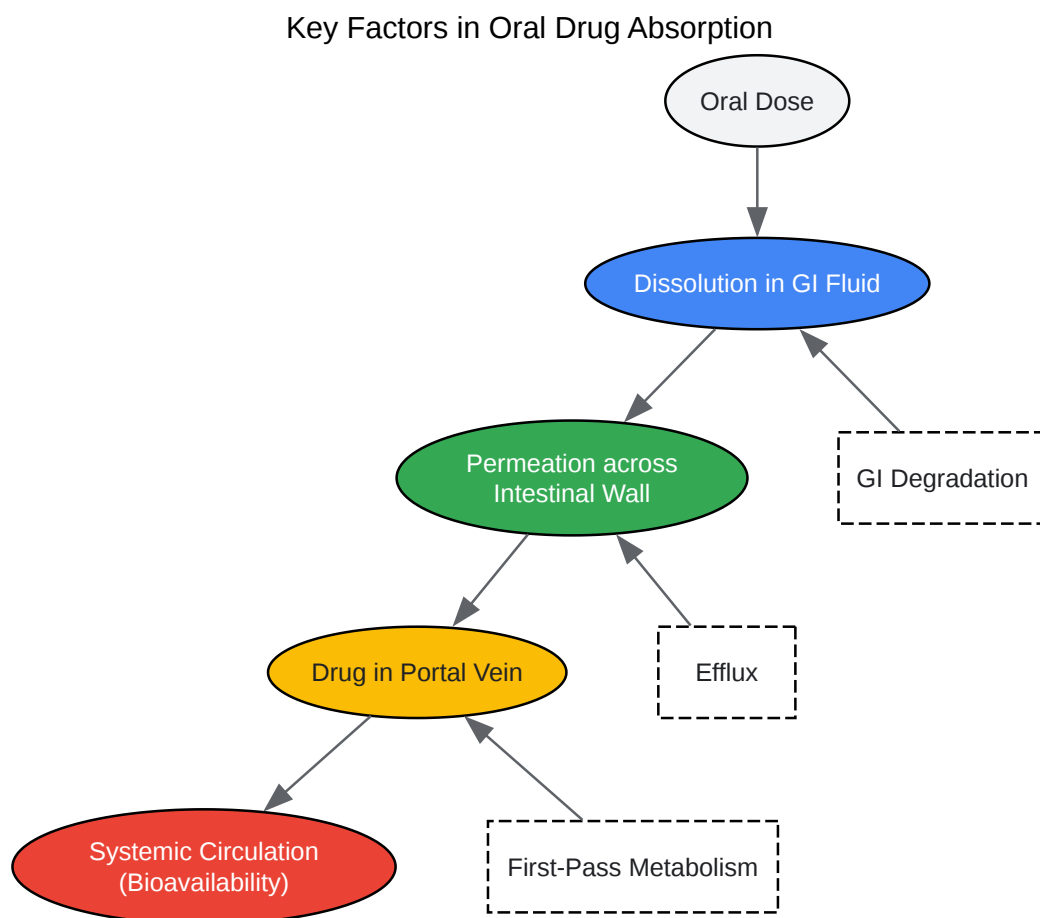 Key Factors in Oral Drug Absorption
Oral Dose
Dissolution in GI Fluid
Permeation across
Intestinal Wall
GI Degradation
Drug in Portal Vein
Efflux
Systemic Circulation
(Bioavailability)
First-Pass Metabolism